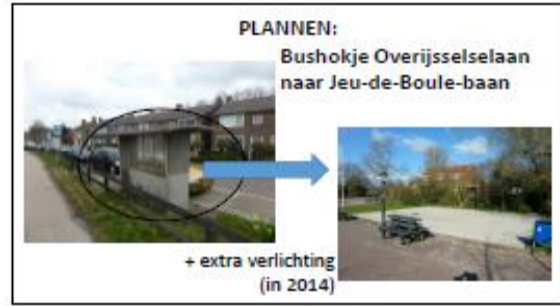 PLANNEN:
Bushokje Overijsselselaan
naar Jeu-de-Boule-baan
+ extra verlichting
(in 2014)